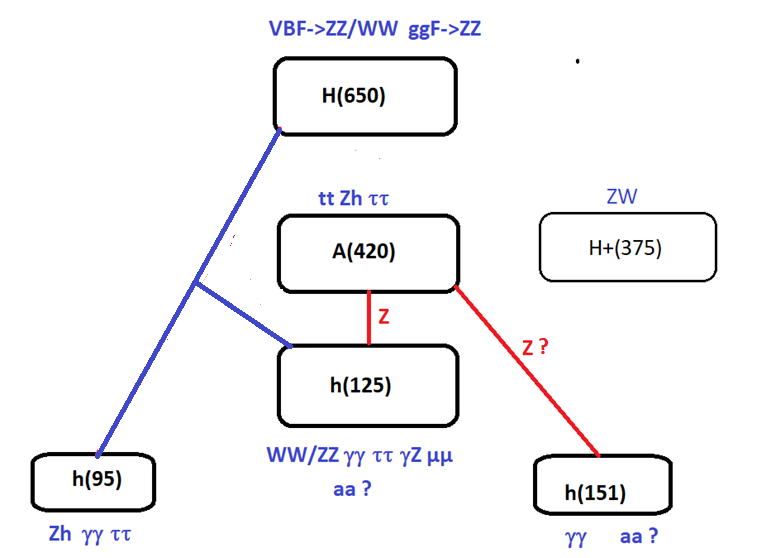 VBF->ZZ/WW ggF->ZZ
H(650)
tt Zh ττ
A(420)
ZW
H+(375)
Z
Z ?
h(125)
WW/ZZ γγ ττ γZ μμ
aa ?
h(95)
Zh γγ ττ
h(151)
γγ aa ?